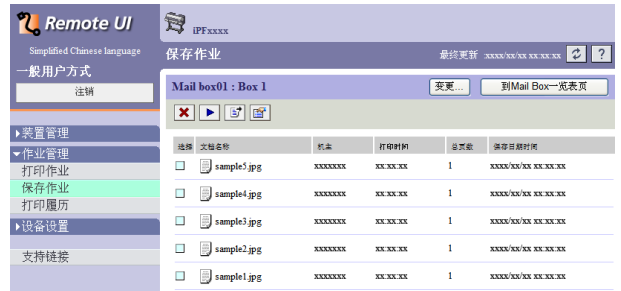 Remote UI
Simplified Chinese language
一般用户方式
注销
装置管理
作业管理
打印作业
保存作业
打印履历
设备设置
支持链接
iPFxxxx
保存作业
最终更新 xxxx/xx/xx xx:xx:xx
?
Mail box01 : Box 1
变更...
到Mail Box一览表页
选择 文档名称 机主 打印时间 总页数 保存日期时间
sample5.jpg xxxxxxx xx:xx:xx 1 xxxx/xx/xx xx:xx:xx
sample4.jpg xxxxxxx xx:xx:xx 1 xxxx/xx/xx xx:xx:xx
sample3.jpg xxxxxxx xx:xx:xx 1 xxxx/xx/xx xx:xx:xx
sample2.jpg xxxxxxx xx:xx:xx 1 xxxx/xx/xx xx:xx:xx
sample1.jpg xxxxxxx xx:xx:xx 1 xxxx/xx/xx xx:xx:xx